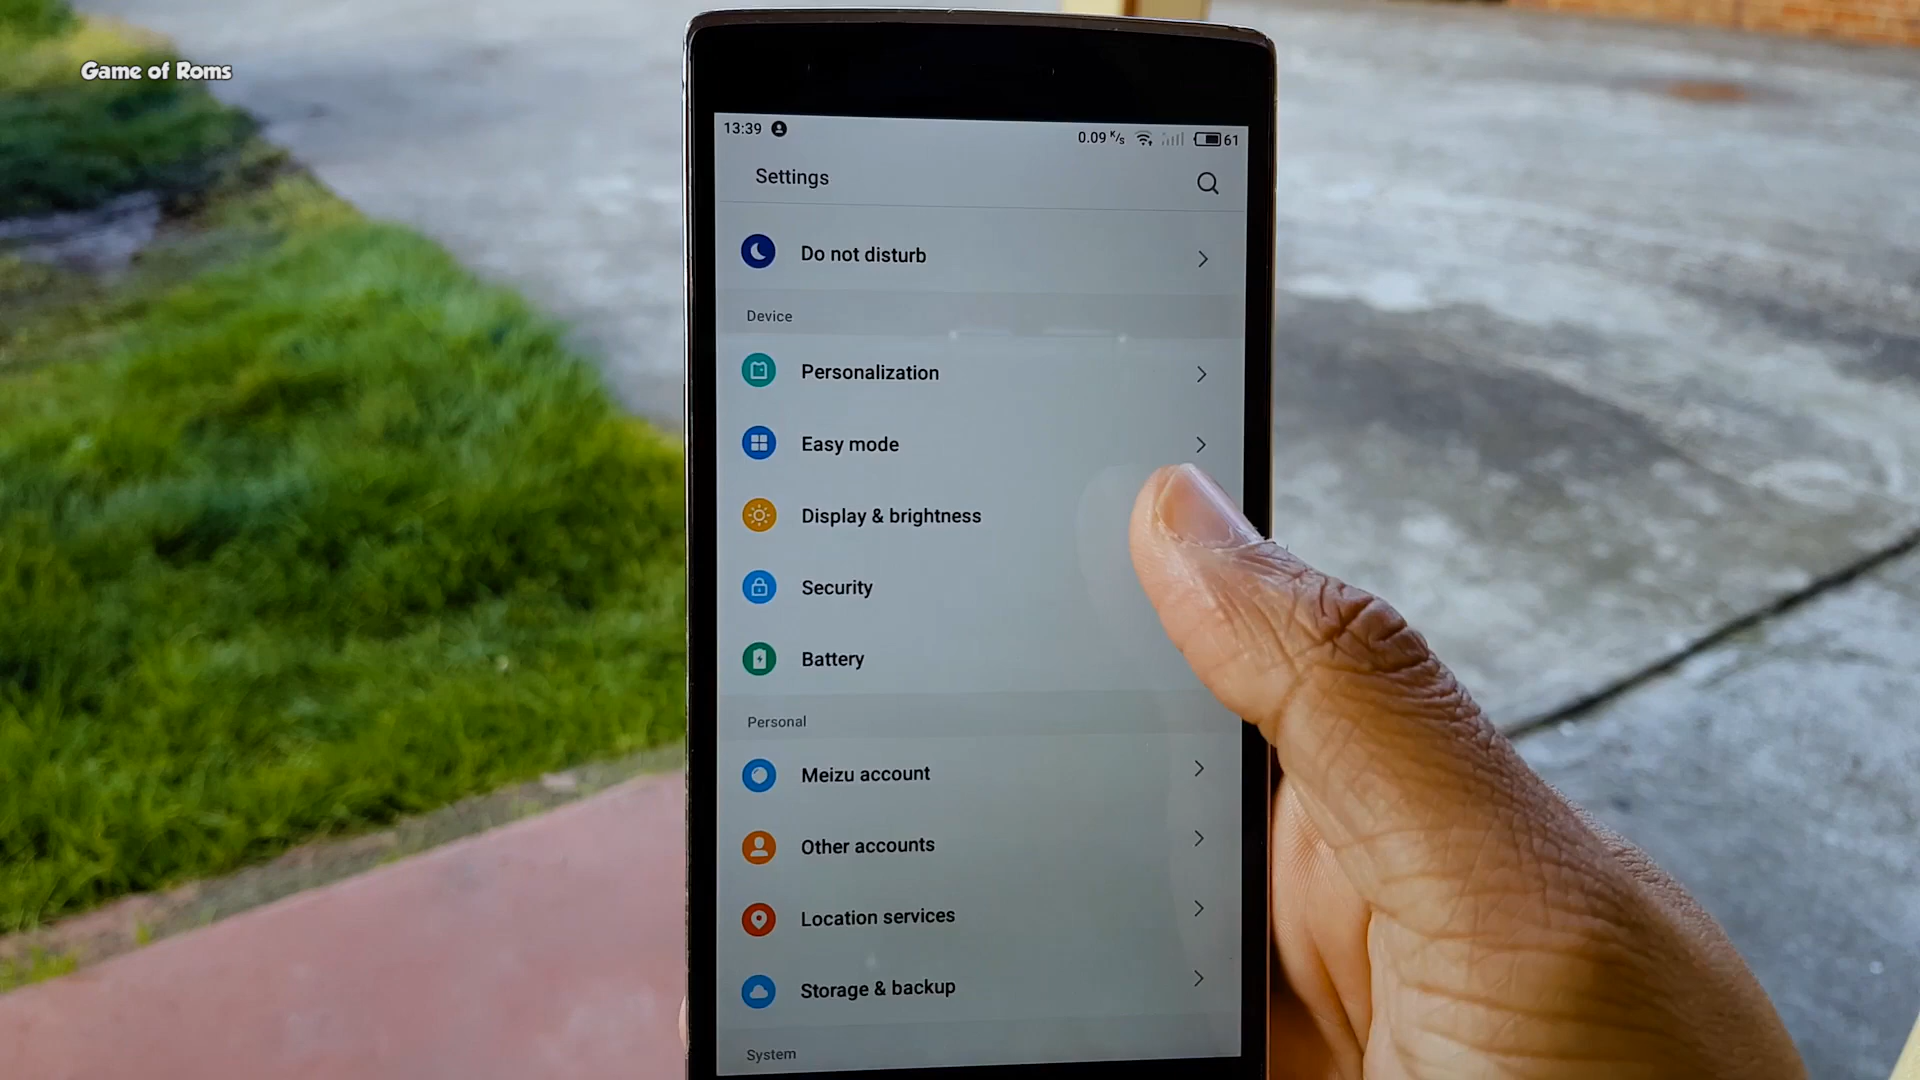 Game of Roms
13:39
0.09 K/s 61
Settings
Do not disturb
Device
Personalization
Easy mode
Display & brightness
Security
Battery
Personal
Meizu account
Other accounts
Location services
Storage & backup
System